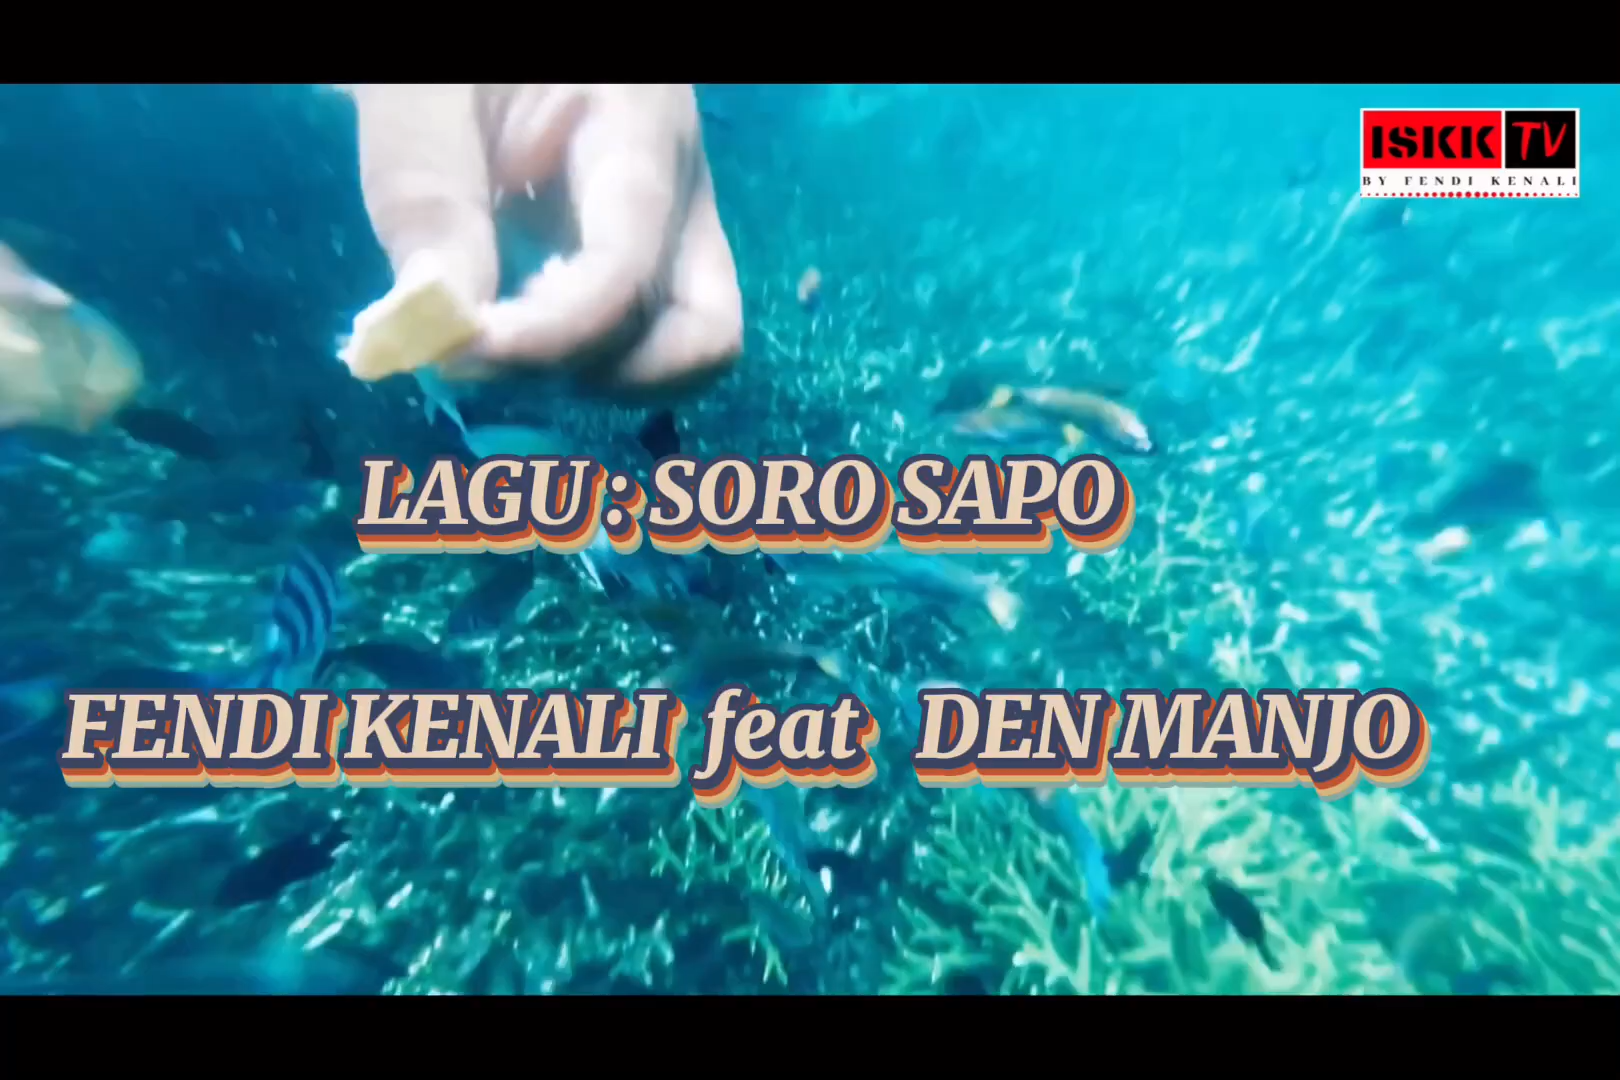 ISKK TV
BY FENDI KENALI
LAGU : SORO SAPO
FENDI KENALI feat DEN MANJO